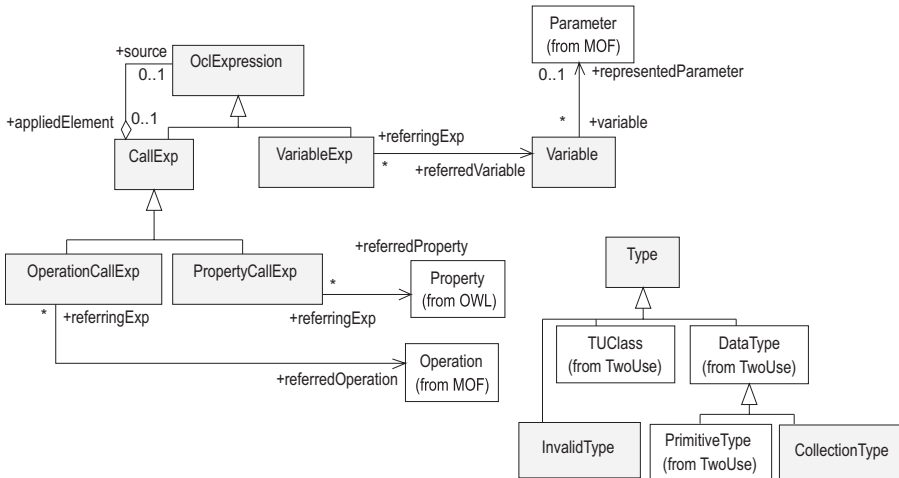 Parameter
(from MOF)
+source
OclExpression
0..1
0..1
+representedParameter
+appliedElement
0..1
*
+variable
+referringExp
CallExp
VariableExp
*
+referredVariable
Variable
+referredProperty
OperationCallExp
PropertyCallExp
*
Property
(from OWL)
Type
*
+referringExp
+referringExp
TUClass
(from TwoUse)
DataType
(from TwoUse)
Operation
(from MOF)
+referredOperation
InvalidType
PrimitiveType
(from TwoUse)
CollectionType